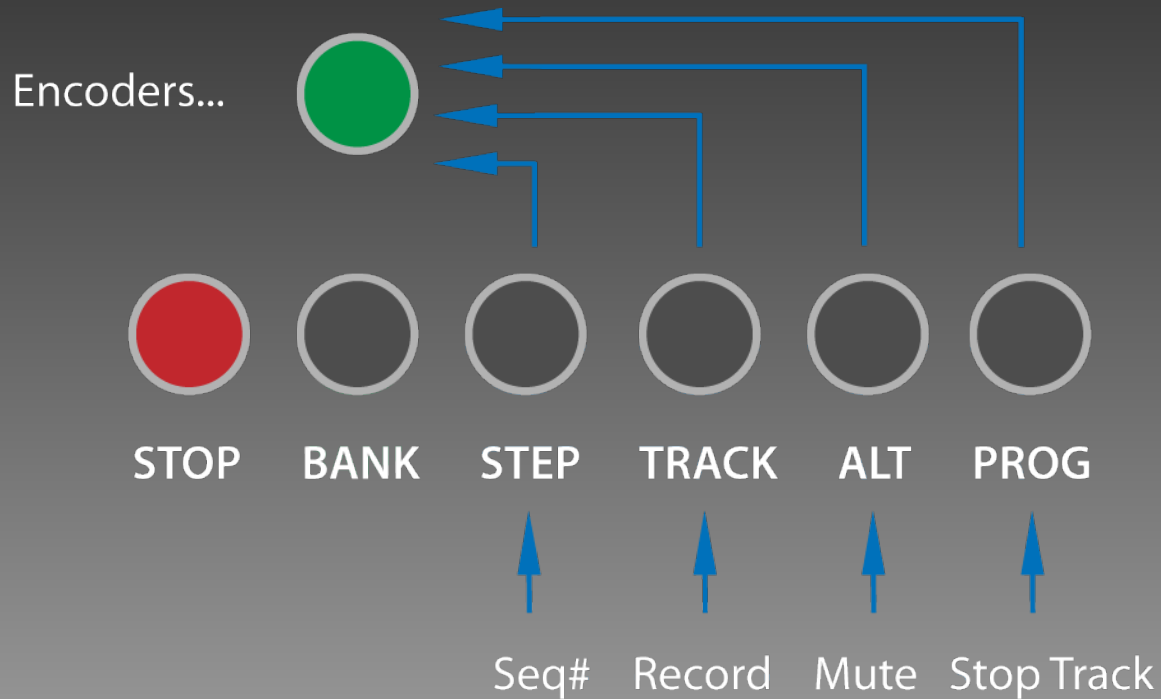 Encoders...
STOP BANK STEP TRACK ALT PROG
Seq# Record Mute Stop Track